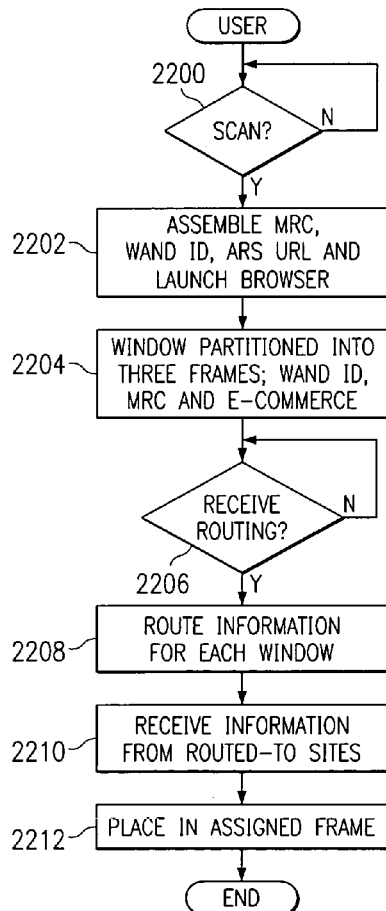 USER
2200
SCAN?
N
Y
2202
ASSEMBLE MRC,
WAND ID, ARS URL AND
LAUNCH BROWSER
2204
WINDOW PARTITIONED INTO
THREE FRAMES; WAND ID,
MRC AND E-COMMERCE
RECEIVE
ROUTING?
N
2206
Y
2208
ROUTE INFORMATION
FOR EACH WINDOW
2210
RECEIVE INFORMATION
FROM ROUTED-TO SITES
2212
PLACE IN ASSIGNED FRAME
END